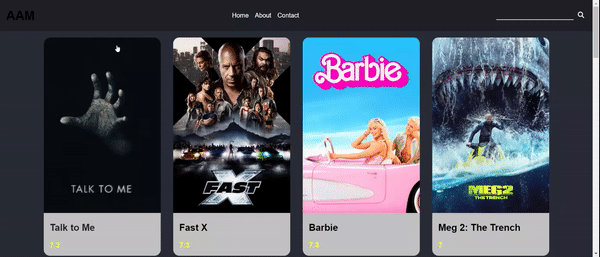 AAM
Home About Contact
TALK TO ME
FAST X
Barbie
MEG2
THE TRENCH
Talk to Me
7.3
Fast X
7.3
Barbie
7.3
Meg 2: The Trench
7